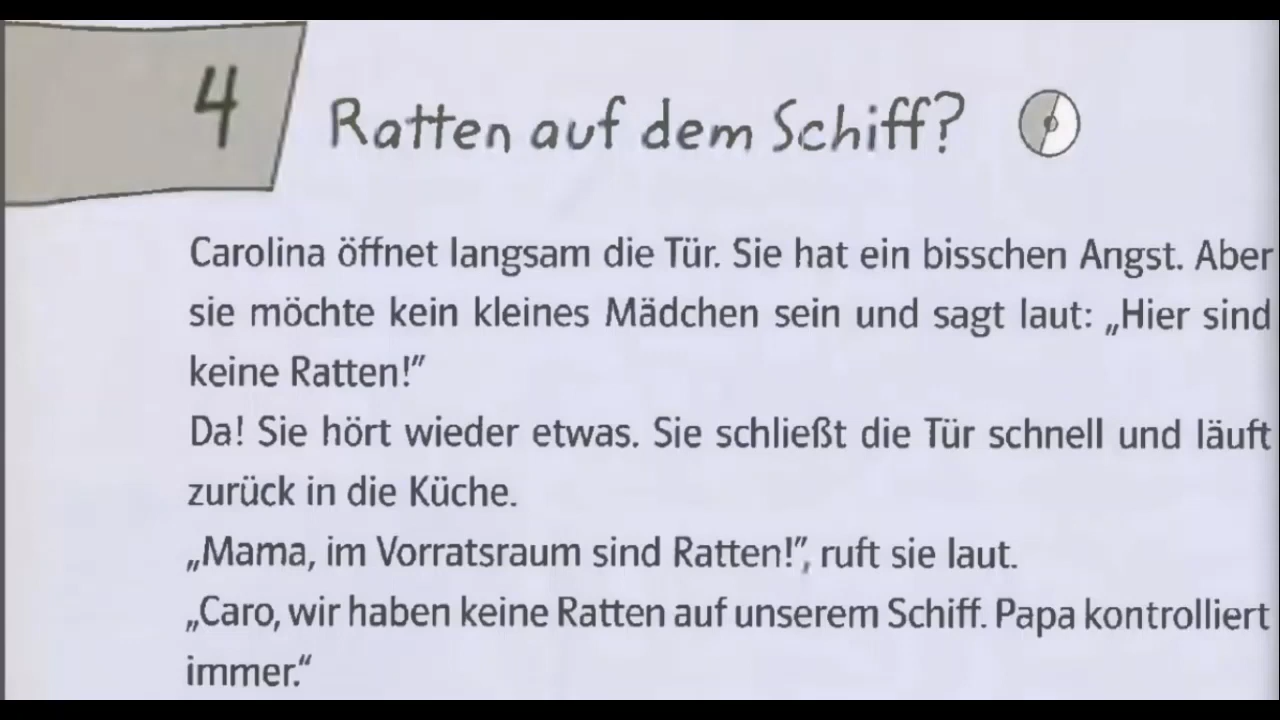 4
Ratten auf dem Schiff?
Carolina öffnet langsam die Tür. Sie hat ein bisschen Angst. Aber
sie möchte kein kleines Mädchen sein und sagt laut: „Hier sind
keine Ratten!”
Da! Sie hört wieder etwas. Sie schließt die Tür schnell und läuft
zurück in die Küche.
„Mama, im Vorratsraum sind Ratten!”, ruft sie laut.
„Caro, wir haben keine Ratten auf unserem Schiff. Papa kontrolliert
immer.“